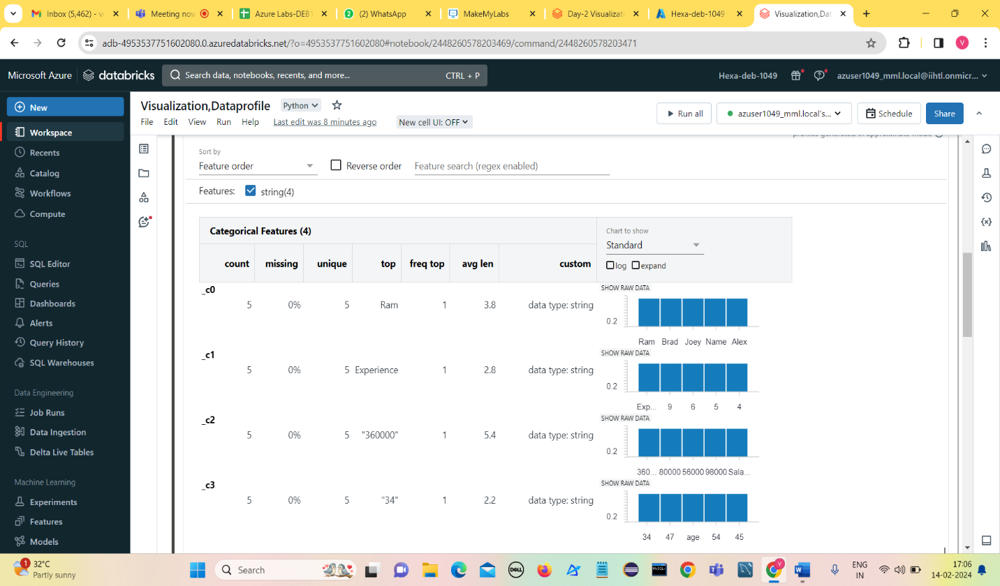 Inbox (5,462) - vu
Meeting now
Azure Labs-DEB1
(2) WhatsApp
MakeMyLabs
Day-2 Visualizati
Hexa-deb-1049
Visualization,Dat
adb-4953537751602080.0.azuredatabricks.net/?o=4953537751602080#notebook/2448260578203469/command/2448260578203471
V
Microsoft Azure
databricks
Search data, notebooks, recents, and more...
CTRL + P
Hexa-deb-1049
azuser1049_mml.local@iihtl.onmicr...
New
Workspace
Recents
Catalog
Workflows
Compute
SQL
SQL Editor
Queries
Dashboards
Alerts
Query History
SQL Warehouses
Data Engineering
Job Runs
Data Ingestion
Delta Live Tables
Machine Learning
Experiments
Features
Models
Visualization,Dataprofile
Python
File Edit View Run Help
Last edit was 8 minutes ago
New cell UI: OFF
Run all
azuser1049_mml.local's...
Schedule
Share
profiles generated in approximate mode
Sort by
Feature order
Reverse order
Feature search (regex enabled)
Features: string(4)
Categorical Features (4)
Chart to show
Standard
log expand
count missing unique top freq top avg len custom
_c0
SHOW RAW DATA
5 0% 5 Ram 1 3.8 data type: string
0.2
Ram Brad Joey Name Alex
_c1
SHOW RAW DATA
5 0% 5 Experience 1 2.8 data type: string
0.2
Exp... 9 6 5 4
_c2
SHOW RAW DATA
5 0% 5 "360000" 1 5.4 data type: string
0.2
360... 80000 56000 98000 Sala...
_c3
SHOW RAW DATA
5 0% 5 "34" 1 2.2 data type: string
0.2
34 47 age 54 45
1
32°C
Partly sunny
Search
DELL
MySQL
V
W
ENG
IN
17:06
14-02-2024